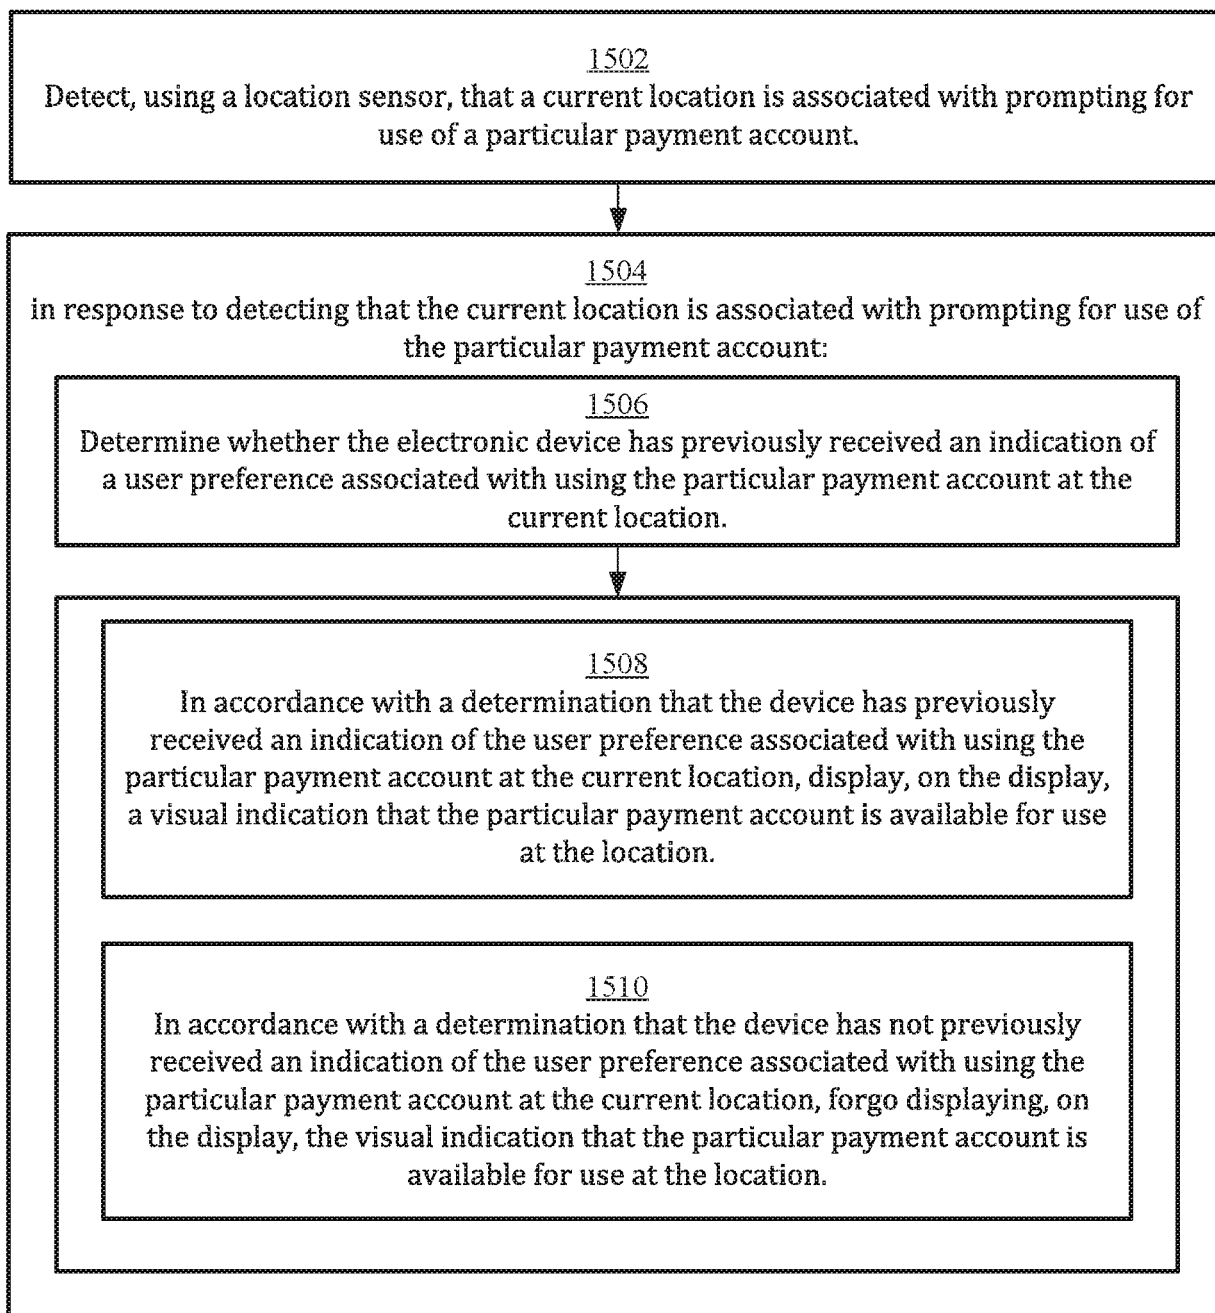 1502
Detect, using a location sensor, that a current location is associated with prompting for
use of a particular payment account.
1504
in response to detecting that the current location is associated with prompting for use of
the particular payment account:
1506
Determine whether the electronic device has previously received an indication of
a user preference associated with using the particular payment account at the
current location.
1508
In accordance with a determination that the device has previously
received an indication of the user preference associated with using the
particular payment account at the current location, display, on the display,
a visual indication that the particular payment account is available for use
at the location.
1510
In accordance with a determination that the device has not previously
received an indication of the user preference associated with using the
particular payment account at the current location, forgo displaying, on
the display, the visual indication that the particular payment account is
available for use at the location.